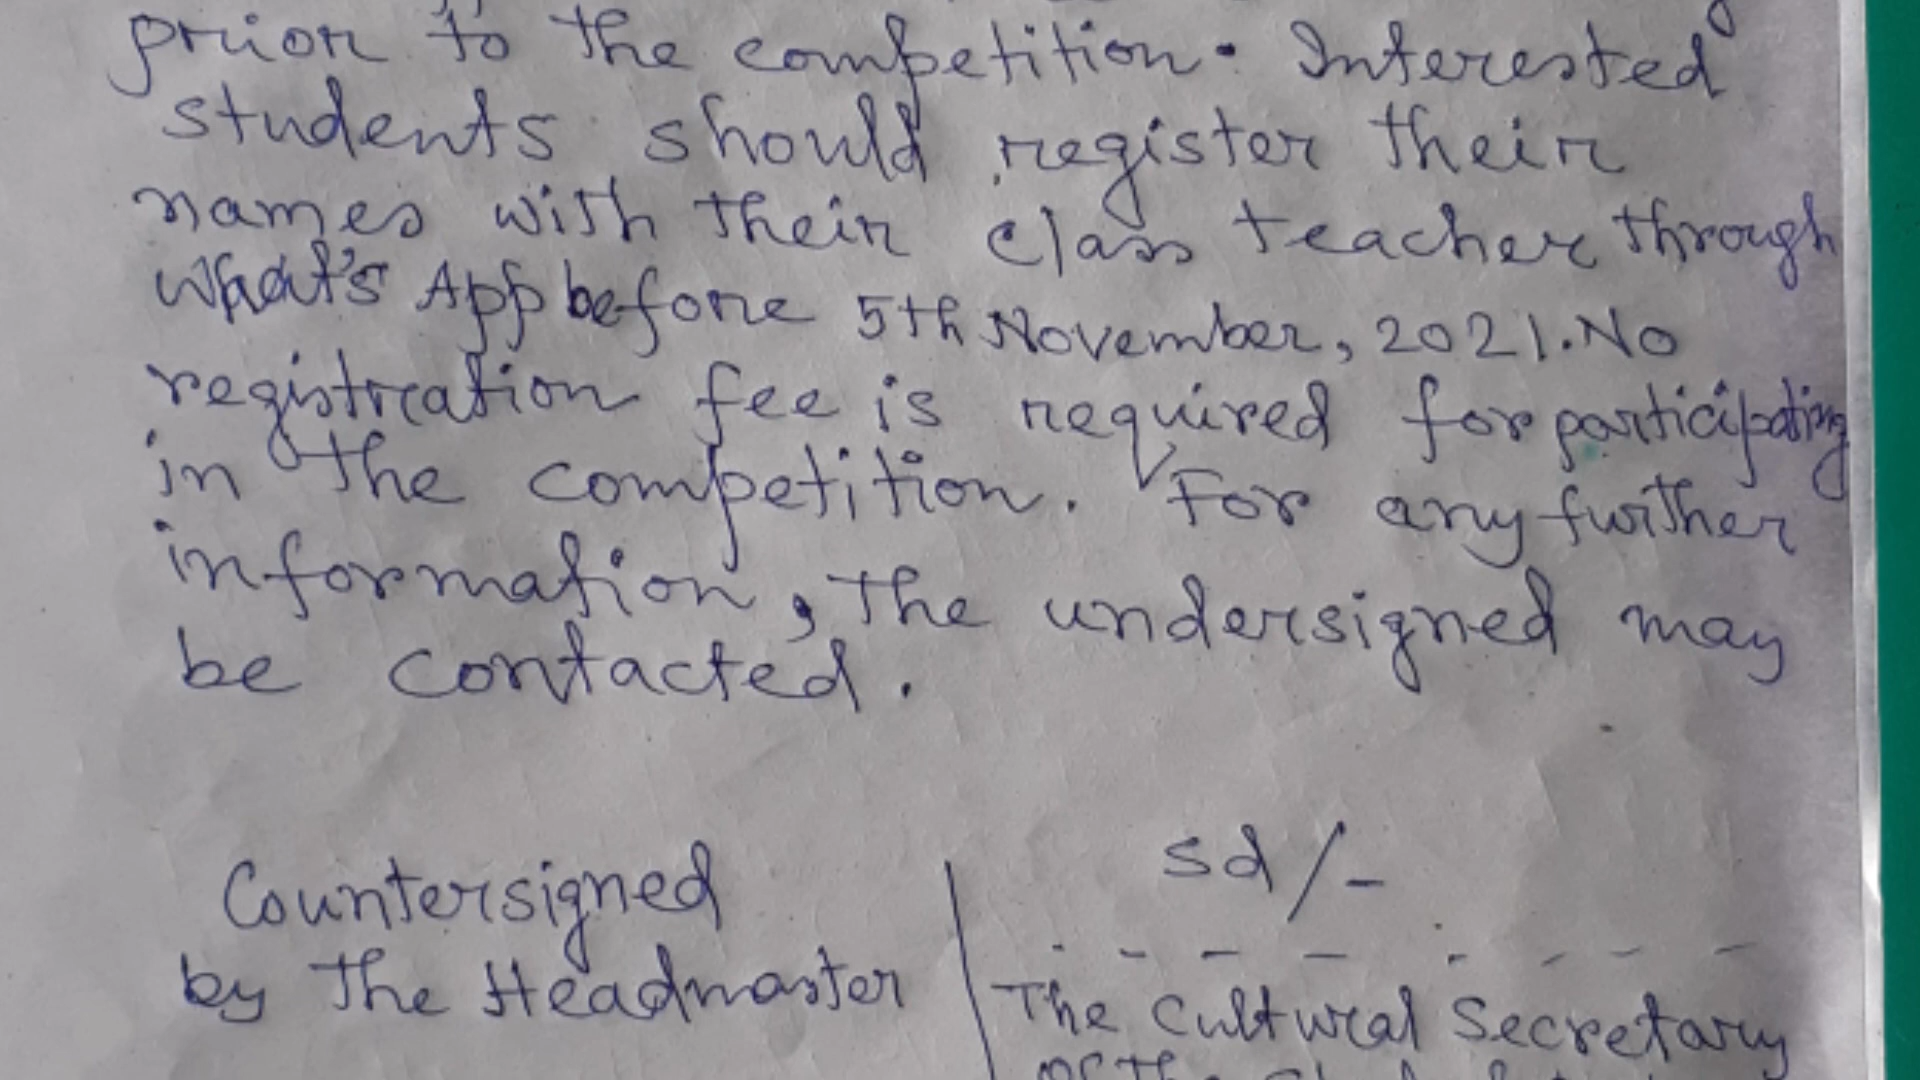 prior to the competition. Interested
students should register their
names with their class teacher through
What's App before 5th November, 2021. No
registration fee is required for participating
in the competition. For any further
information, the undersigned may
be contacted.
sd/-
Countersigned
by the Headmaster
The Cultural Secretary
of the